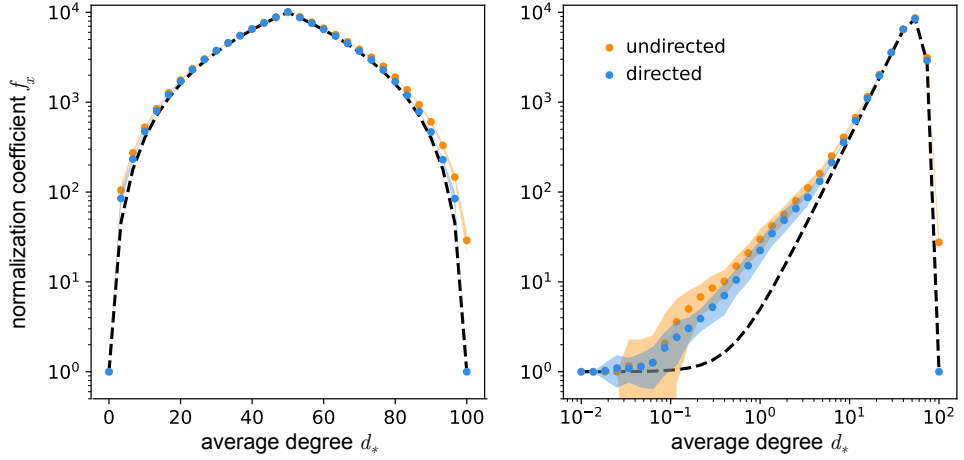 normalization coefficient f_x
10^4
10^3
10^2
10^1
10^0
0 20 40 60 80 100
average degree d_*
undirected
directed
10^4
10^3
10^2
10^1
10^0
10^−2 10^−1 10^0 10^1 10^2
average degree d_*